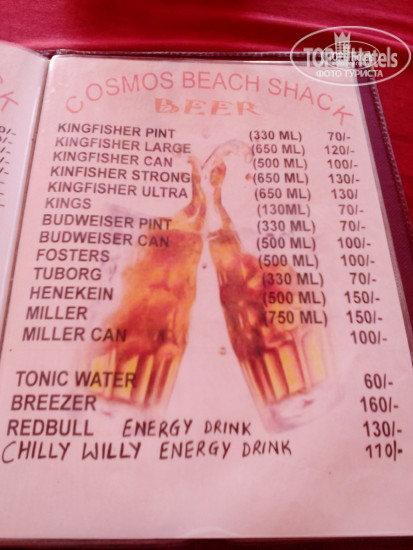 TOPHotels
ФОТО ТУРИСТА
COSMOS BEACH SHACK
BEER
KINGFISHER PINT (330 ML) 70/-
KINGFISHER LARGE (650 ML) 120/-
KINGFISHER CAN (500 ML) 100/-
KINFISHER STRONG (650 ML) 130/-
KINGFISHER ULTRA (650 ML) 130/
KINGS (130ML) 70/-
BUDWEISER PINT (330 ML) 70/-
BUDWEISER CAN (500 ML) 100/-
FOSTERS (500 ML) 100/-
TUBORG (330 ML) 70/-
HENEKEIN (500 ML) 150/-
MILLER (750 ML) 150/-
MILLER CAN 100/-
TONIC WATER 60/-
BREEZER 160/-
REDBULL ENERGY DRINK 130/-
CHILLY WILLY ENERGY DRINK 110/-